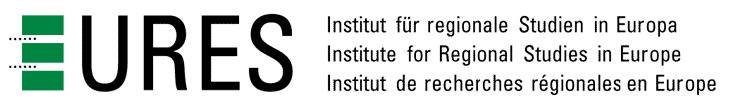 EURES
Institut für regionale Studien in Europa
Institute for Regional Studies in Europe
Institut de recherches régionales en Europe